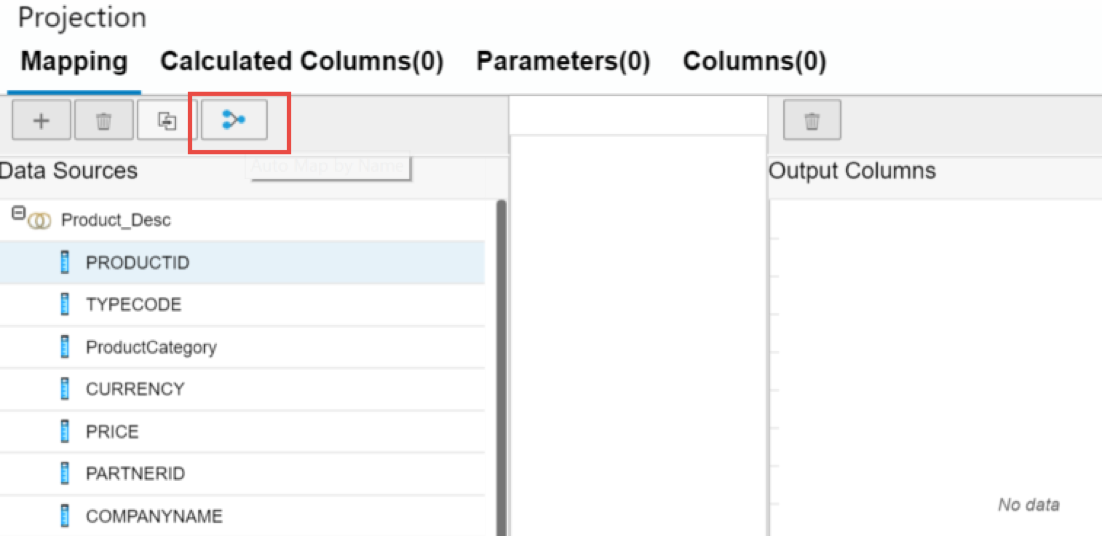 Projection
Mapping Calculated Columns(0) Parameters(0) Columns(0)
Auto Map by Name
Data Sources
Output Columns
Product_Desc
PRODUCTID
TYPECODE
ProductCategory
CURRENCY
PRICE
PARTNERID
No data
COMPANYNAME